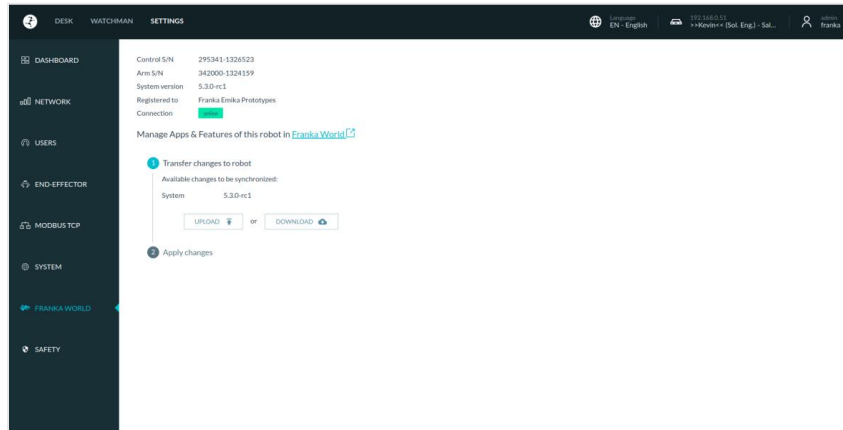 DESK WATCHMAN SETTINGS
Language
EN - English
192.168.0.51
>>Kevin<< (Sol. Eng.) - Sal...
admin
franka
DASHBOARD
NETWORK
USERS
END-EFFECTOR
MODBUS TCP
SYSTEM
FRANKA WORLD
SAFETY
Control S/N 295341-1326523
Arm S/N 342000-1324159
System version 5.3.0-rc1
Registered to Franka Emika Prototypes
Connection online
Manage Apps & Features of this robot in Franka World
1 Transfer changes to robot
Available changes to be synchronized:
System 5.3.0-rc1
UPLOAD or DOWNLOAD
2 Apply changes